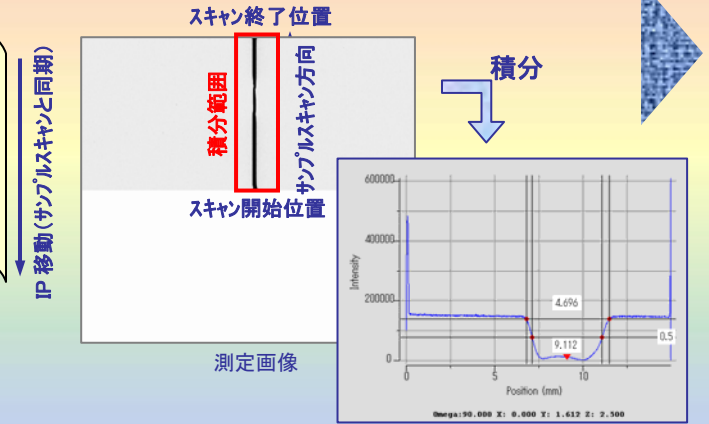 スキャン終了位置
IP 移動(サンプルスキャンと同期)
積分範囲
サンプルスキャン方向
積分
スキャン開始位置
測定画像
600000
400000
200000
0
Intensity
4.696
9.112
0.5
0
5
10
Position (mm)
Omega:90.000 X: 0.000 Y: 1.612 Z: 2.500